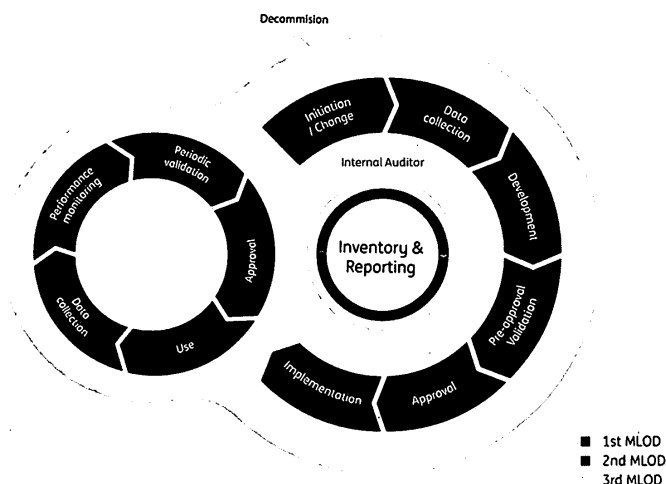 Decommision
Initiation
/ Change
Data
collection
Development
Pre-approval
Validation
Approval
Implementation
Internal Auditor
Inventory &
Reporting
Periodic
validation
Approval
Use
Data
collection
Performance
monitoring
1st MLOD
2nd MLOD
3rd MLOD